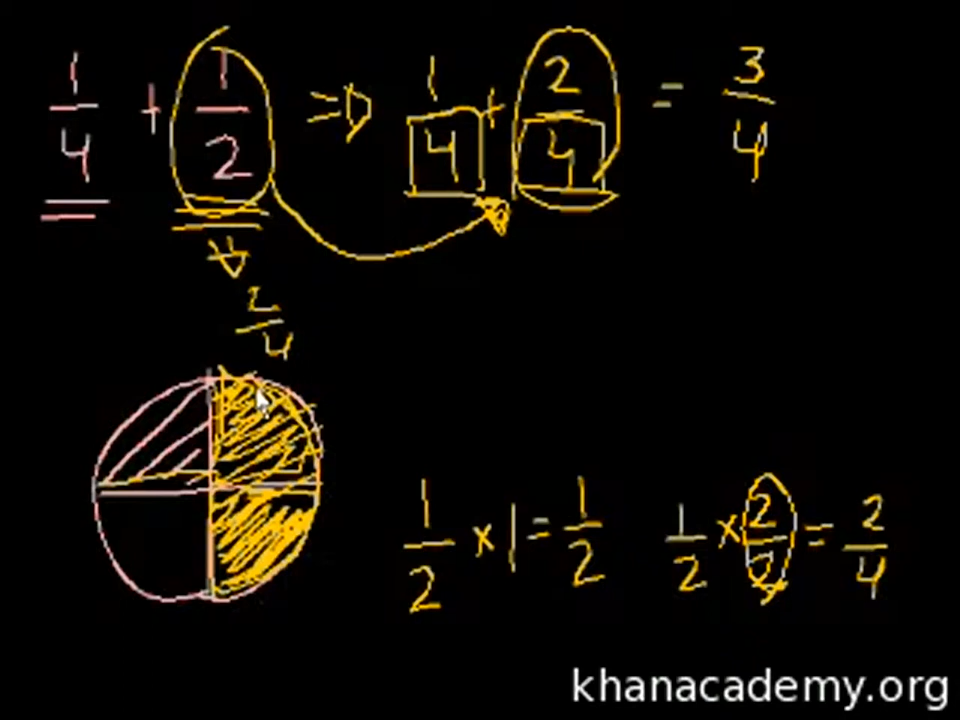 1/4 + 1/2 ⇒ 1/4 + 2/4 = 3/4
2/4
1/2 × 1 = 1/2
1/2 × 2/2 = 2/4
khanacademy.org